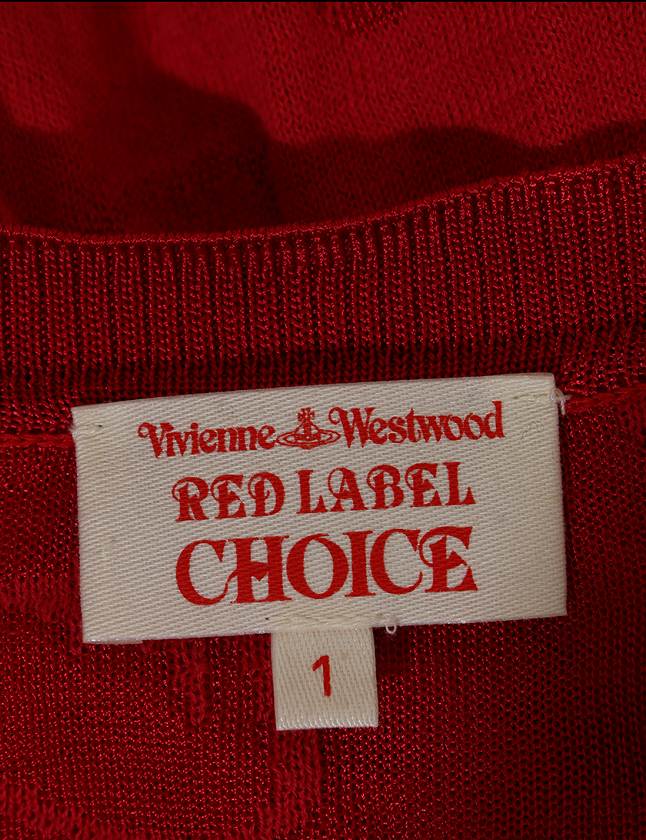 Vivienne Westwood
RED LABEL
CHOICE
1